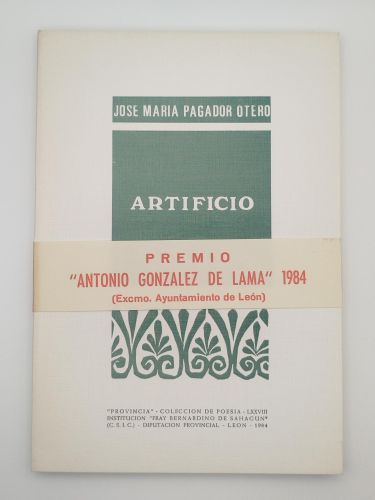 JOSE MARIA PAGADOR OTERO
ARTIFICIO
PREMIO
"ANTONIO GONZALEZ DE LAMA" 1984
(Excmo. Ayuntamiento de León)
"PROVINCIA" - COLECCION DE POESIA - LXXVIII
INSTITUCION "FRAY BERNARDINO DE SAHAGUN"
(C. S. I. C.) - DIPUTACION PROVINCIAL - LEON - 1984